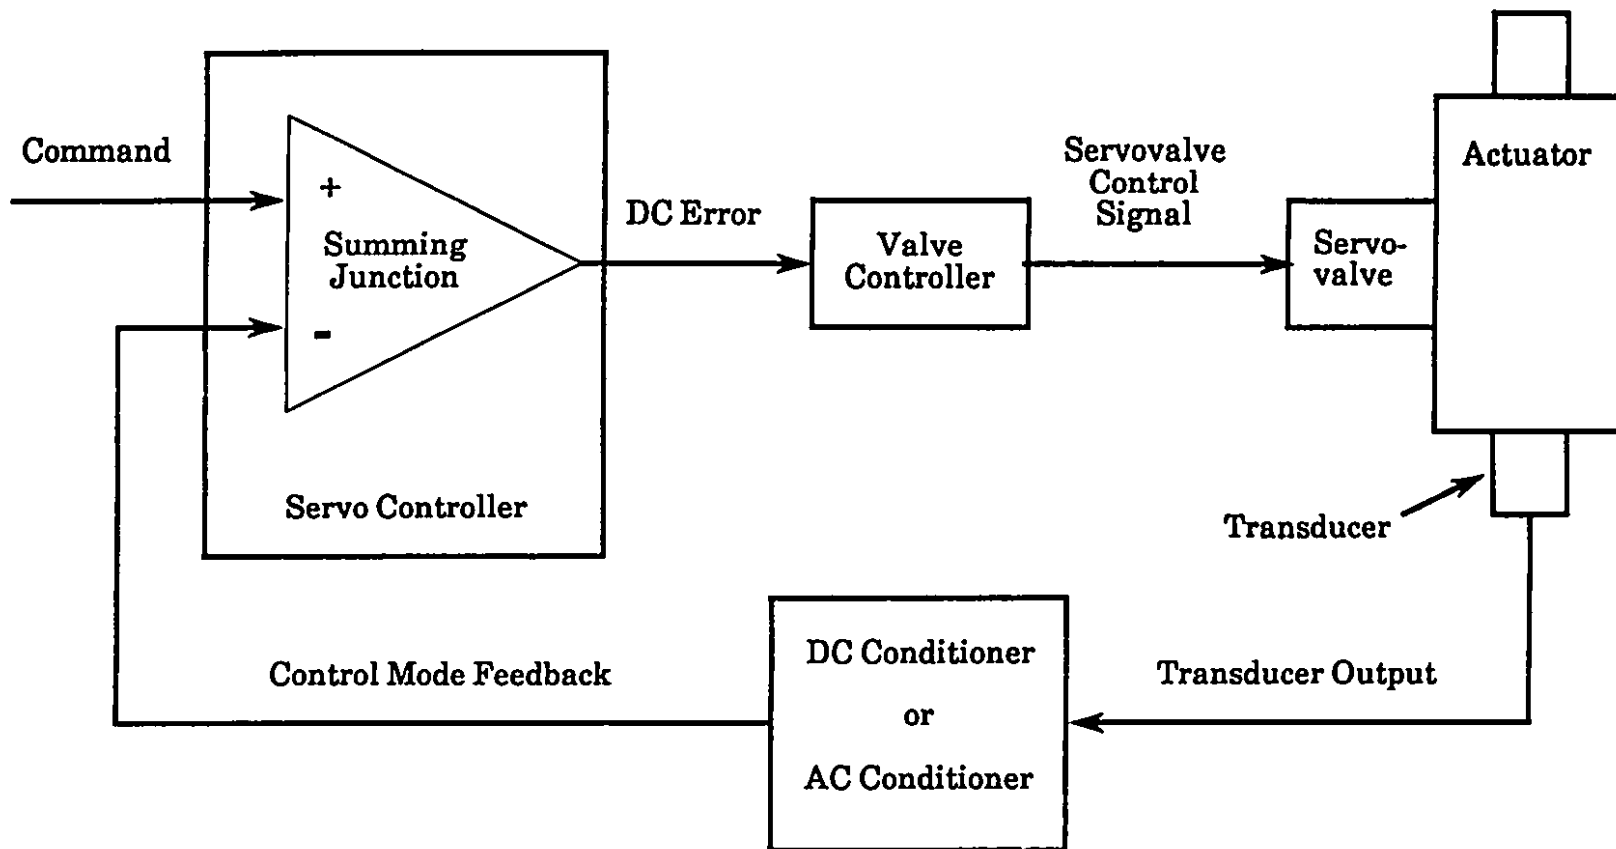 Command
+
Summing
Junction
-
Servo Controller
DC Error
Valve
Controller
Servovalve
Control
Signal
Servo-
valve
Actuator
Transducer
Transducer Output
DC Conditioner
or
AC Conditioner
Control Mode Feedback